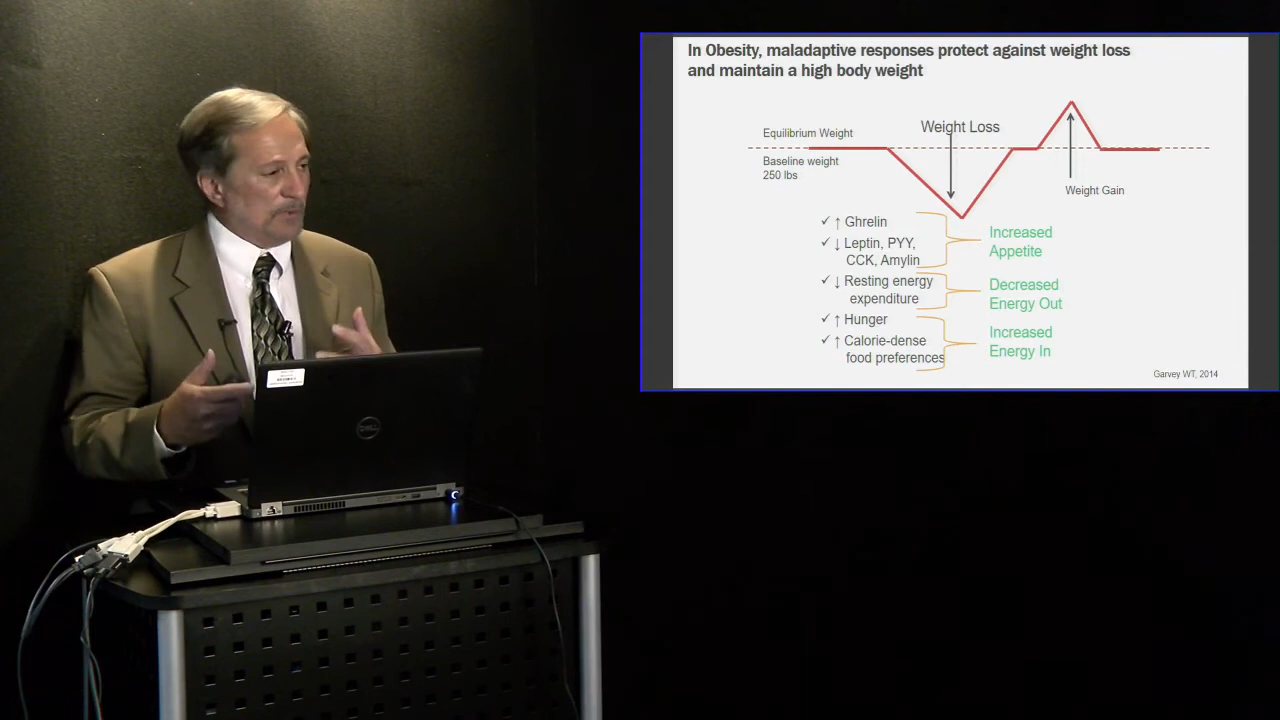 In Obesity, maladaptive responses protect against weight loss
and maintain a high body weight
Equilibrium Weight
Weight Loss
Baseline weight
250 lbs
Weight Gain
✓ ↑ Ghrelin
✓ ↓ Leptin, PYY,
CCK, Amylin
Increased
Appetite
✓ ↓ Resting energy
expenditure
Decreased
Energy Out
✓ ↑ Hunger
✓ ↑ Calorie-dense
food preferences
Increased
Energy In
Garvey WT, 2014
DELL